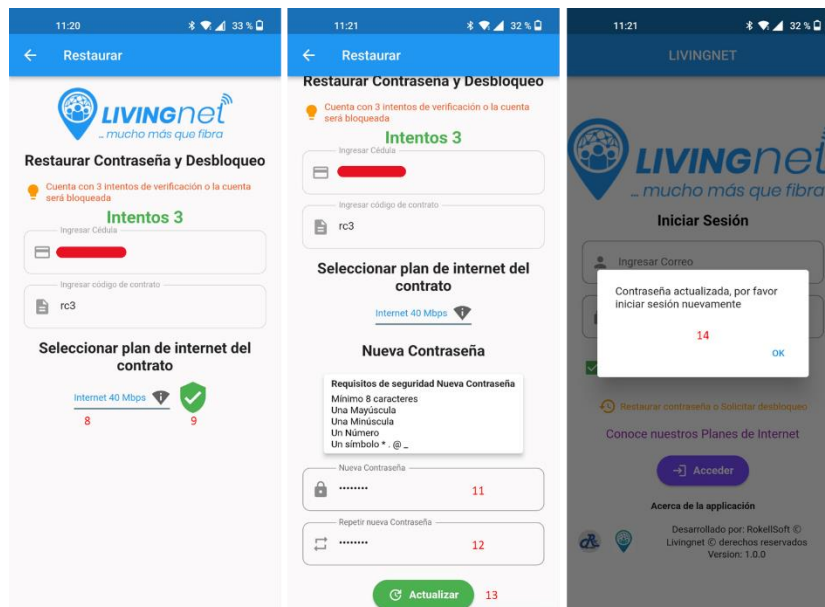 11:20
33 %
Restaurar
LIVINGnet
... mucho más que fibra
Restaurar Contraseña y Desbloqueo
Cuenta con 3 intentos de verificación o la cuenta
será bloqueada
Intentos 3
Ingresar Cédula
Ingresar código de contrato
rc3
Seleccionar plan de internet del
contrato
Internet 40 Mbps
8
9
11:21
32 %
Restaurar
Restaurar Contraseña y Desbloqueo
Cuenta con 3 intentos de verificación o la cuenta
será bloqueada
Intentos 3
Ingresar Cédula
Ingresar código de contrato
rc3
Seleccionar plan de internet del
contrato
Internet 40 Mbps
Nueva Contraseña
Requisitos de seguridad Nueva Contraseña
Mínimo 8 caracteres
Una Mayúscula
Una Minúscula
Un Número
Un símbolo * . @ _
Nueva Contraseña
••••••••
11
Repetir nueva Contraseña
••••••••
12
Actualizar
13
11:21
32 %
LIVINGNET
LIVINGnet
... mucho más que fibra
Iniciar Sesión
Ingresar Correo
Contraseña actualizada, por favor
iniciar sesión nuevamente
14
OK
Restaurar contraseña o Solicitar desbloqueo
Conoce nuestros Planes de Internet
Acceder
Acerca de la aplicación
Desarrollado por: RokellSoft ©
Livingnet © derechos reservados
Version: 1.0.0